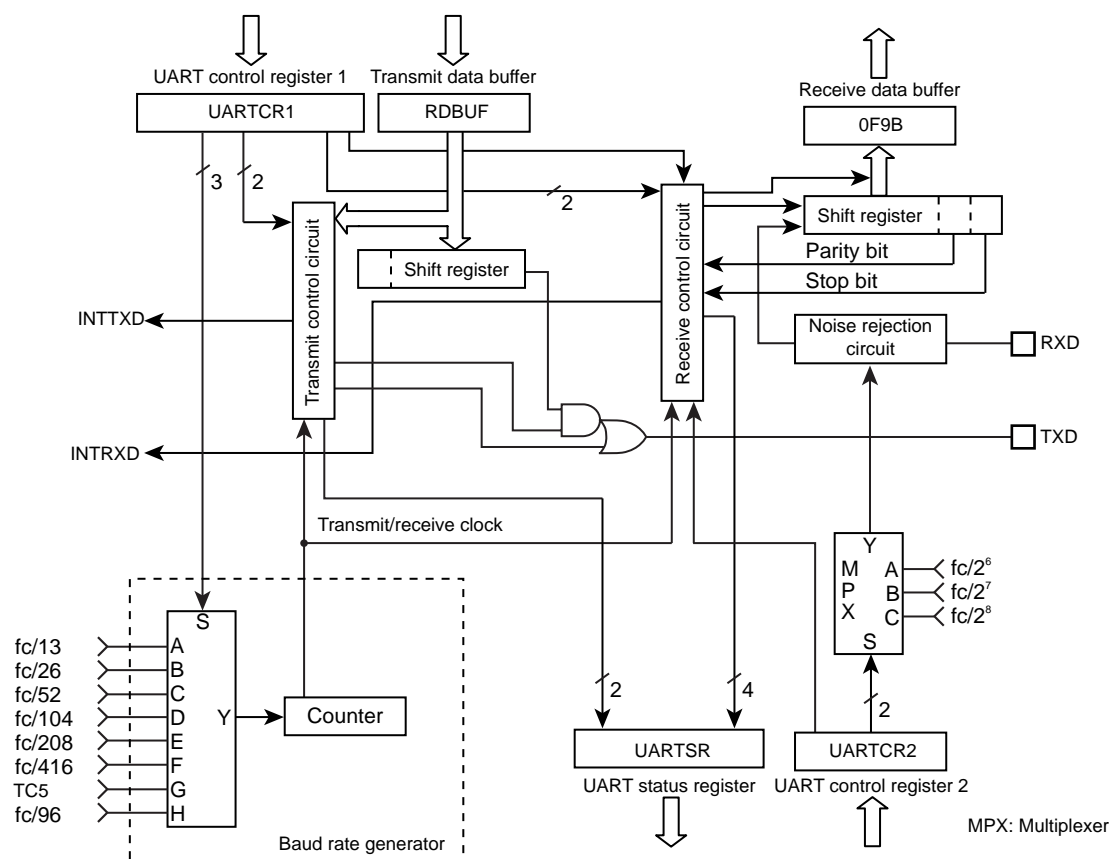 UART control register 1
Transmit data buffer
Receive data buffer
UARTCR1
RDBUF
0F9B
3
2
2
Transmit control circuit
Shift register
Receive control circuit
Shift register
Parity bit
Stop bit
INTTXD
Noise rejection
circuit
RXD
INTRXD
TXD
Transmit/receive clock
Y
M
P
X
A
B
C
S
fc/2⁶
fc/2⁷
fc/2⁸
S
fc/13
A
fc/26
B
fc/52
C
fc/104
D
fc/208
E
fc/416
F
TC5
G
fc/96
H
Y
Counter
2
4
2
UARTSR
UARTCR2
UART status register
UART control register 2
Baud rate generator
MPX: Multiplexer